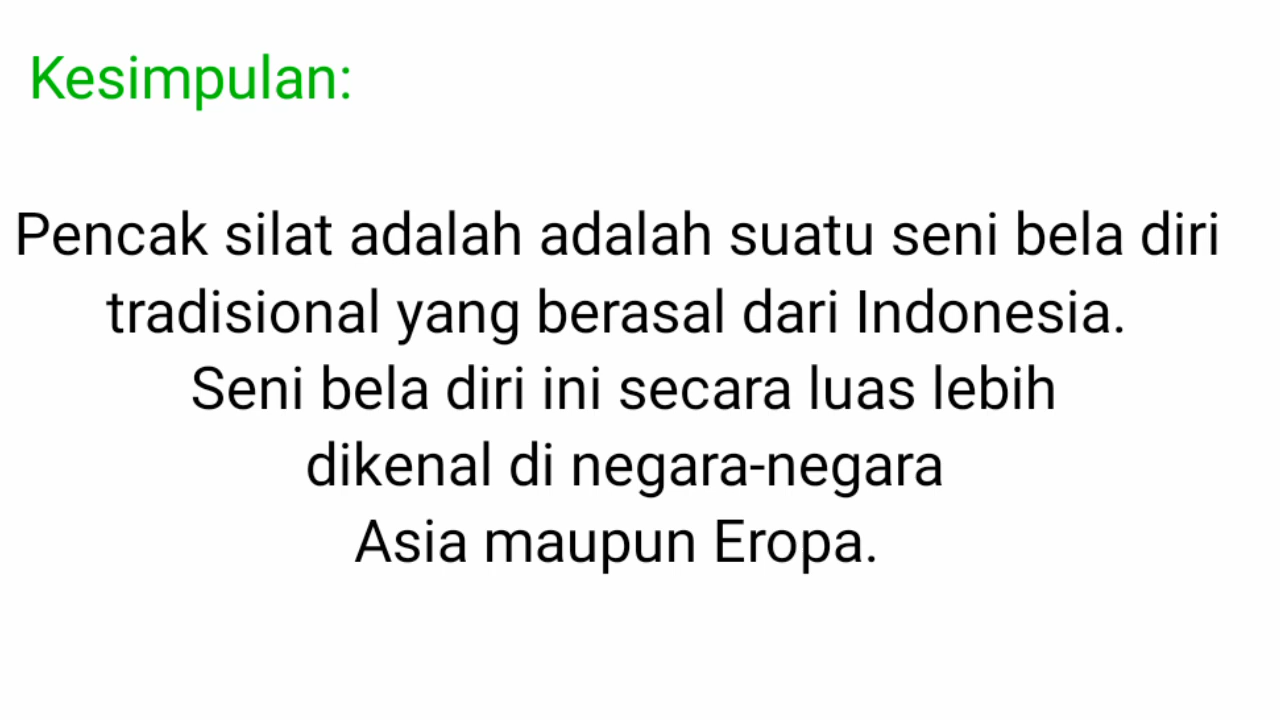 Kesimpulan:
Pencak silat adalah adalah suatu seni bela diri
tradisional yang berasal dari Indonesia.
Seni bela diri ini secara luas lebih
dikenal di negara-negara
Asia maupun Eropa.